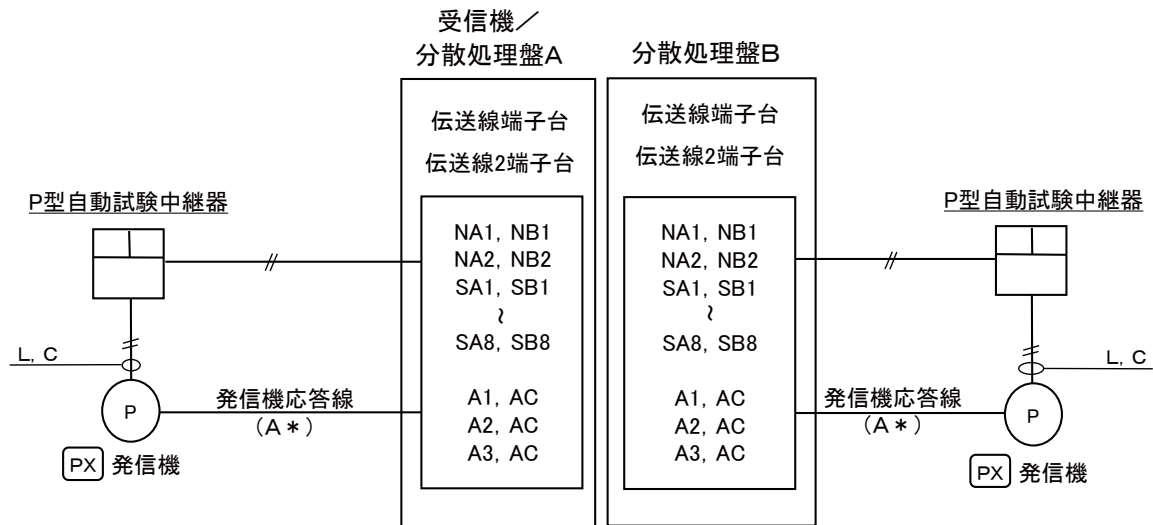 受信機／
分散処理盤A
分散処理盤B
伝送線端子台
伝送線2端子台
伝送線端子台
伝送線2端子台
P型自動試験中継器
P型自動試験中継器
NA1, NB1
NA2, NB2
SA1, SB1
~
SA8, SB8
A1, AC
A2, AC
A3, AC
NA1, NB1
NA2, NB2
SA1, SB1
~
SA8, SB8
A1, AC
A2, AC
A3, AC
L, C
L, C
P
発信機応答線
（A＊）
発信機応答線
（A＊）
P
PX 発信機
PX 発信機